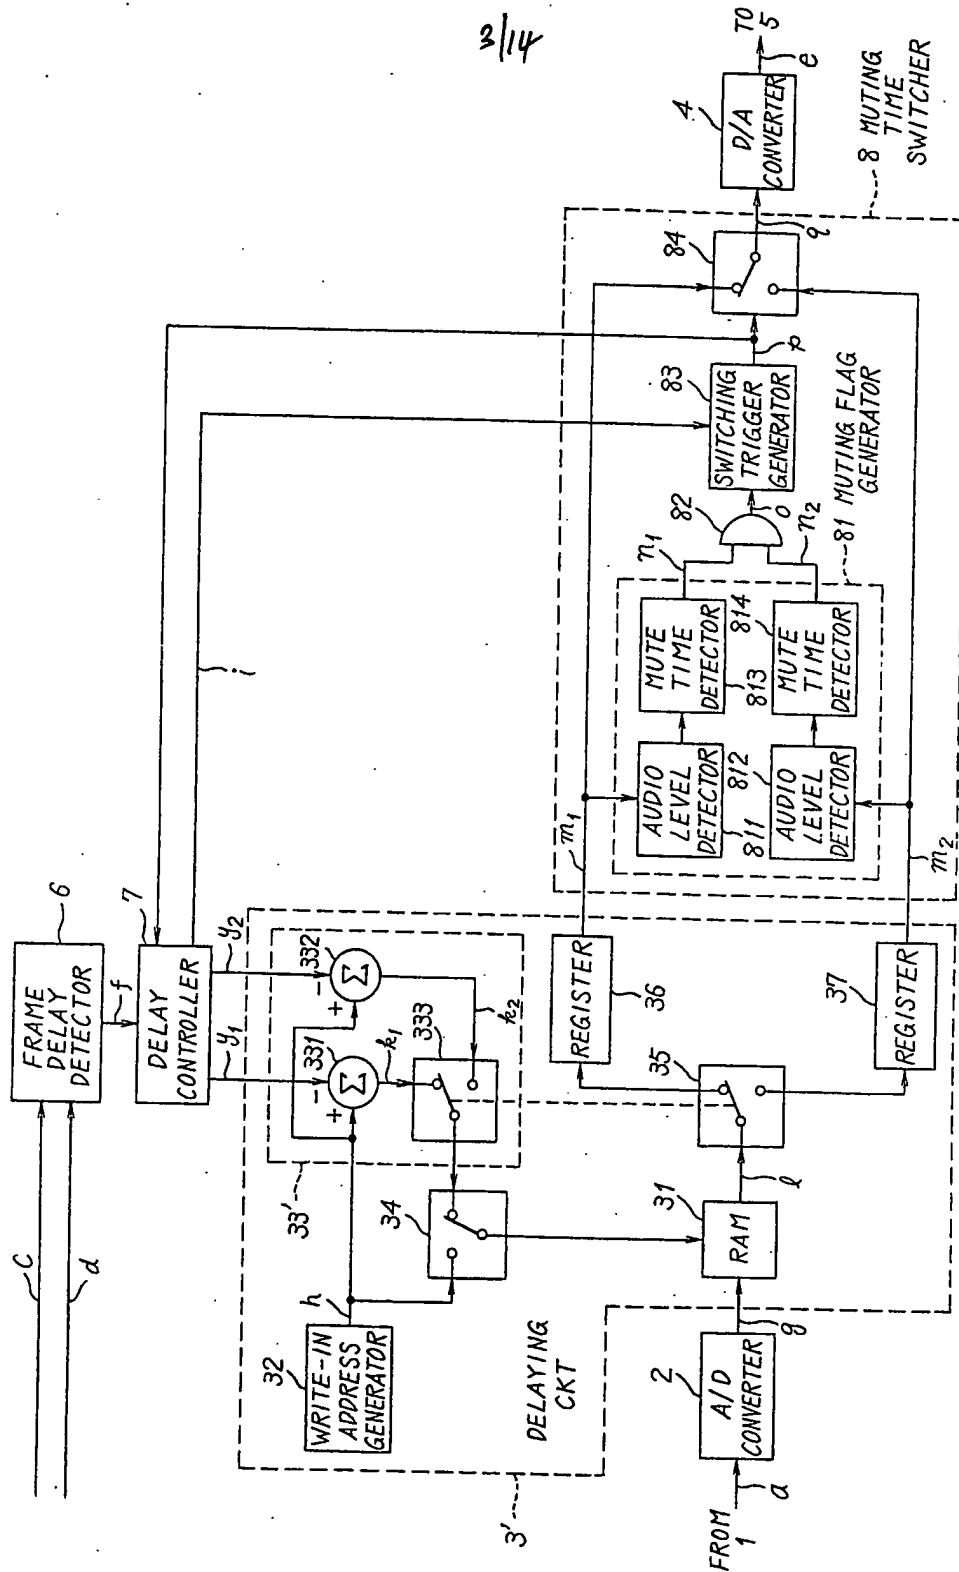 3/14
C
d
FRAME
DELAY
DETECTOR
6
f
DELAY
CONTROLLER
7
y1
y2
i
32
WRITE-IN
ADDRESS
GENERATOR
h
33'
+
-
Σ
331
+
-
Σ
332
k1
k2
333
34
DELAYING
CKT
3'
FROM
1
a
2
A/D
CONVERTER
g
31
RAM
l
35
REGISTER
36
REGISTER
37
m1
m2
AUDIO
LEVEL
DETECTOR
811
AUDIO
LEVEL
DETECTOR
812
MUTE
TIME
DETECTOR
813
MUTE
TIME
DETECTOR
814
n1
n2
82
o
81 MUTING FLAG
GENERATOR
83
SWITCHING
TRIGGER
GENERATOR
p
84
q
4
D/A
CONVERTER
e
TO
5
8 MUTING
TIME
SWITCHER